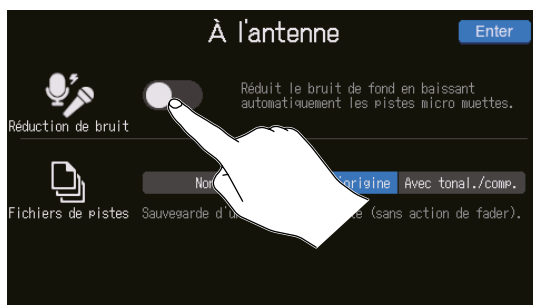 À l'antenne
Enter
Réduit le bruit de fond en baissant
automatiquement les pistes micro muettes.
Réduction de bruit
origine
Avec tonal./comp.
Fichiers de pistes
Sauvegarde (sans action de fader).